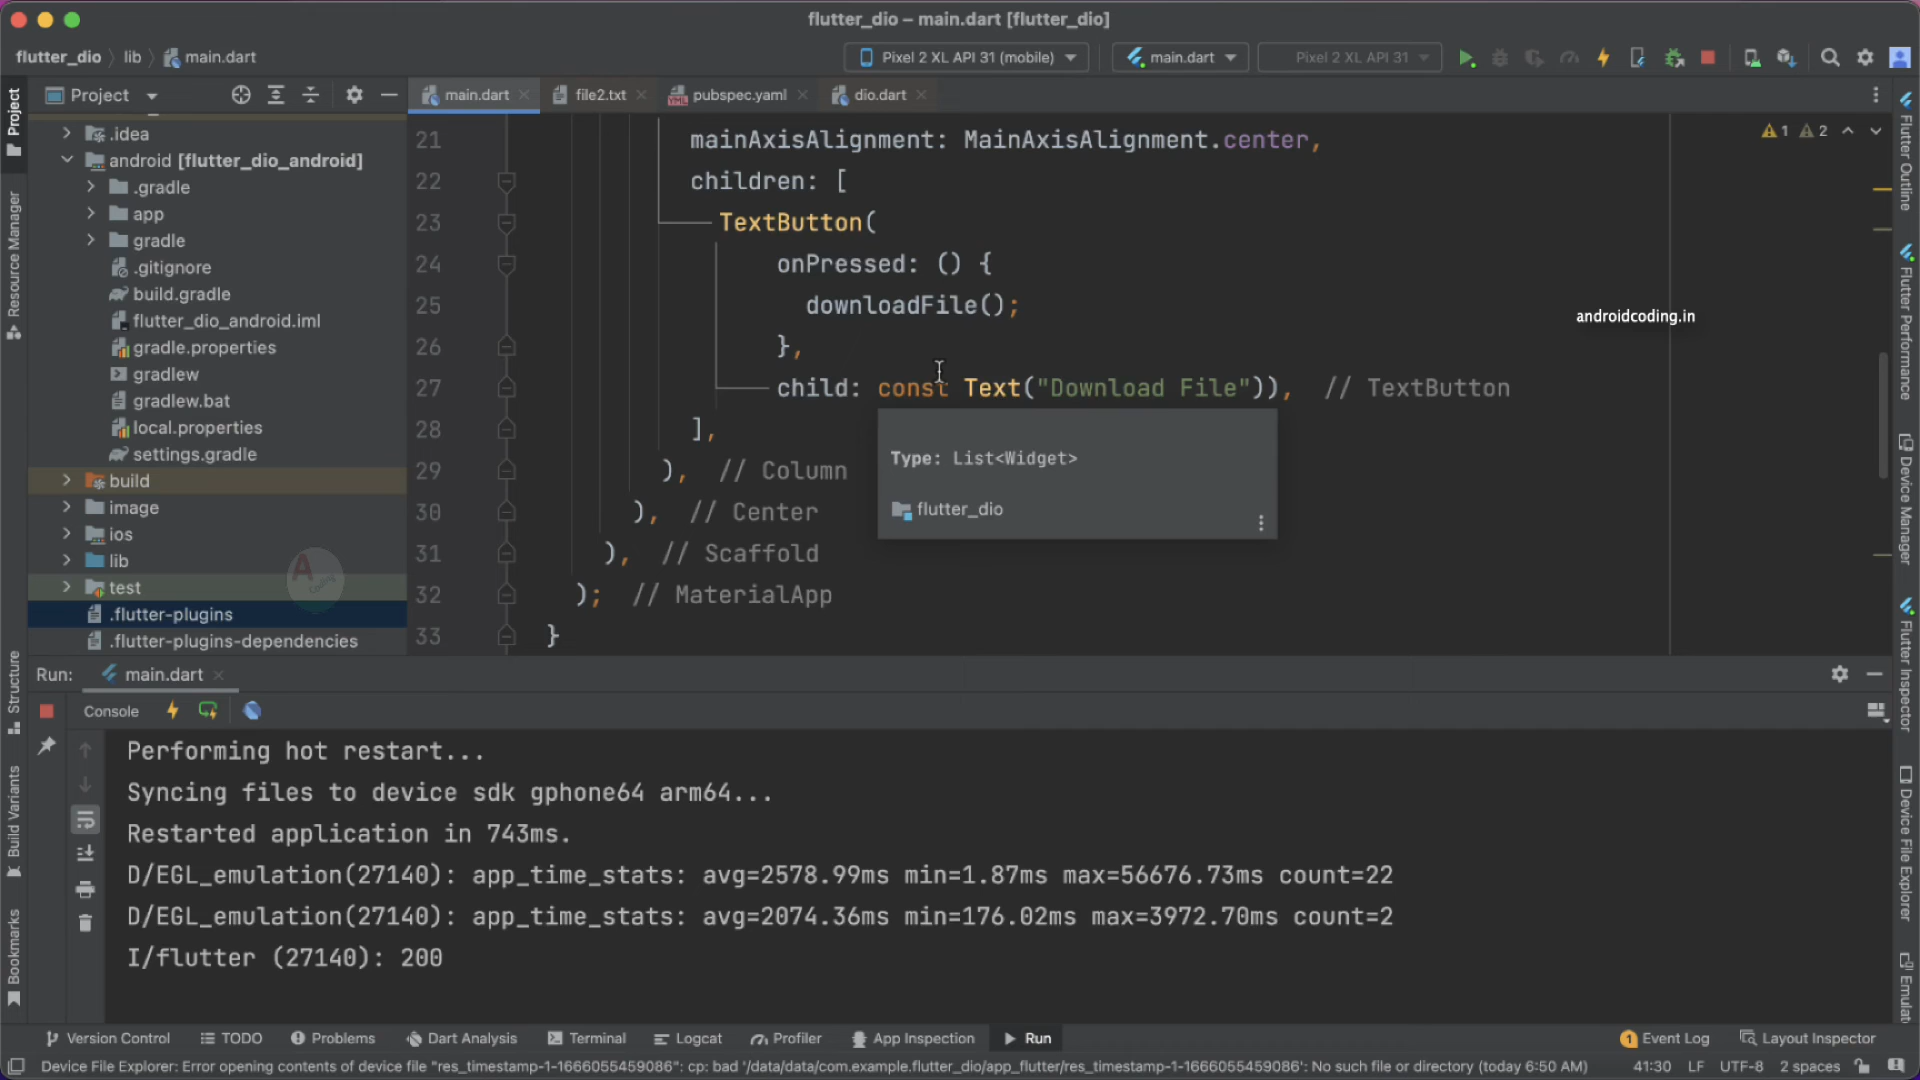 flutter_dio – main.dart [flutter_dio]
flutter_dio lib main.dart
Pixel 2 XL API 31 (mobile)
main.dart
Pixel 2 XL API 31
Project
main.dart
file2.txt
pubspec.yaml
dio.dart
.idea
android [flutter_dio_android]
.gradle
app
gradle
.gitignore
build.gradle
flutter_dio_android.iml
gradle.properties
gradlew
gradlew.bat
local.properties
settings.gradle
build
image
ios
lib
test
.flutter-plugins
.flutter-plugins-dependencies
Project
Resource Manager
Structure
Build Variants
Bookmarks
21 mainAxisAlignment: MainAxisAlignment.center,
22 children: [
23 TextButton(
24 onPressed: () {
25 downloadFile();
26 },
27 child: const Text("Download File")), // TextButton
28 ],
29 ), // Column
30 ), // Center
31 ), // Scaffold
32 ); // MaterialApp
33 }
1 2
androidcoding.in
Type: List<Widget>
flutter_dio
Flutter Outline
Flutter Performance
Device Manager
Flutter Inspector
Device File Explorer
Emulat
Run: main.dart
Console
Performing hot restart...
Syncing files to device sdk gphone64 arm64...
Restarted application in 743ms.
D/EGL_emulation(27140): app_time_stats: avg=2578.99ms min=1.87ms max=56676.73ms count=22
D/EGL_emulation(27140): app_time_stats: avg=2074.36ms min=176.02ms max=3972.70ms count=2
I/flutter (27140): 200
Version Control TODO Problems Dart Analysis Terminal Logcat Profiler App Inspection Run 1 Event Log Layout Inspector
Device File Explorer: Error opening contents of device file "res_timestamp-1-1666055459086": cp: bad '/data/data/com.example.flutter_dio/app_flutter/res_timestamp-1-1666055459086': No such file or directory (today 6:50 AM) 41:30 LF UTF-8 2 spaces